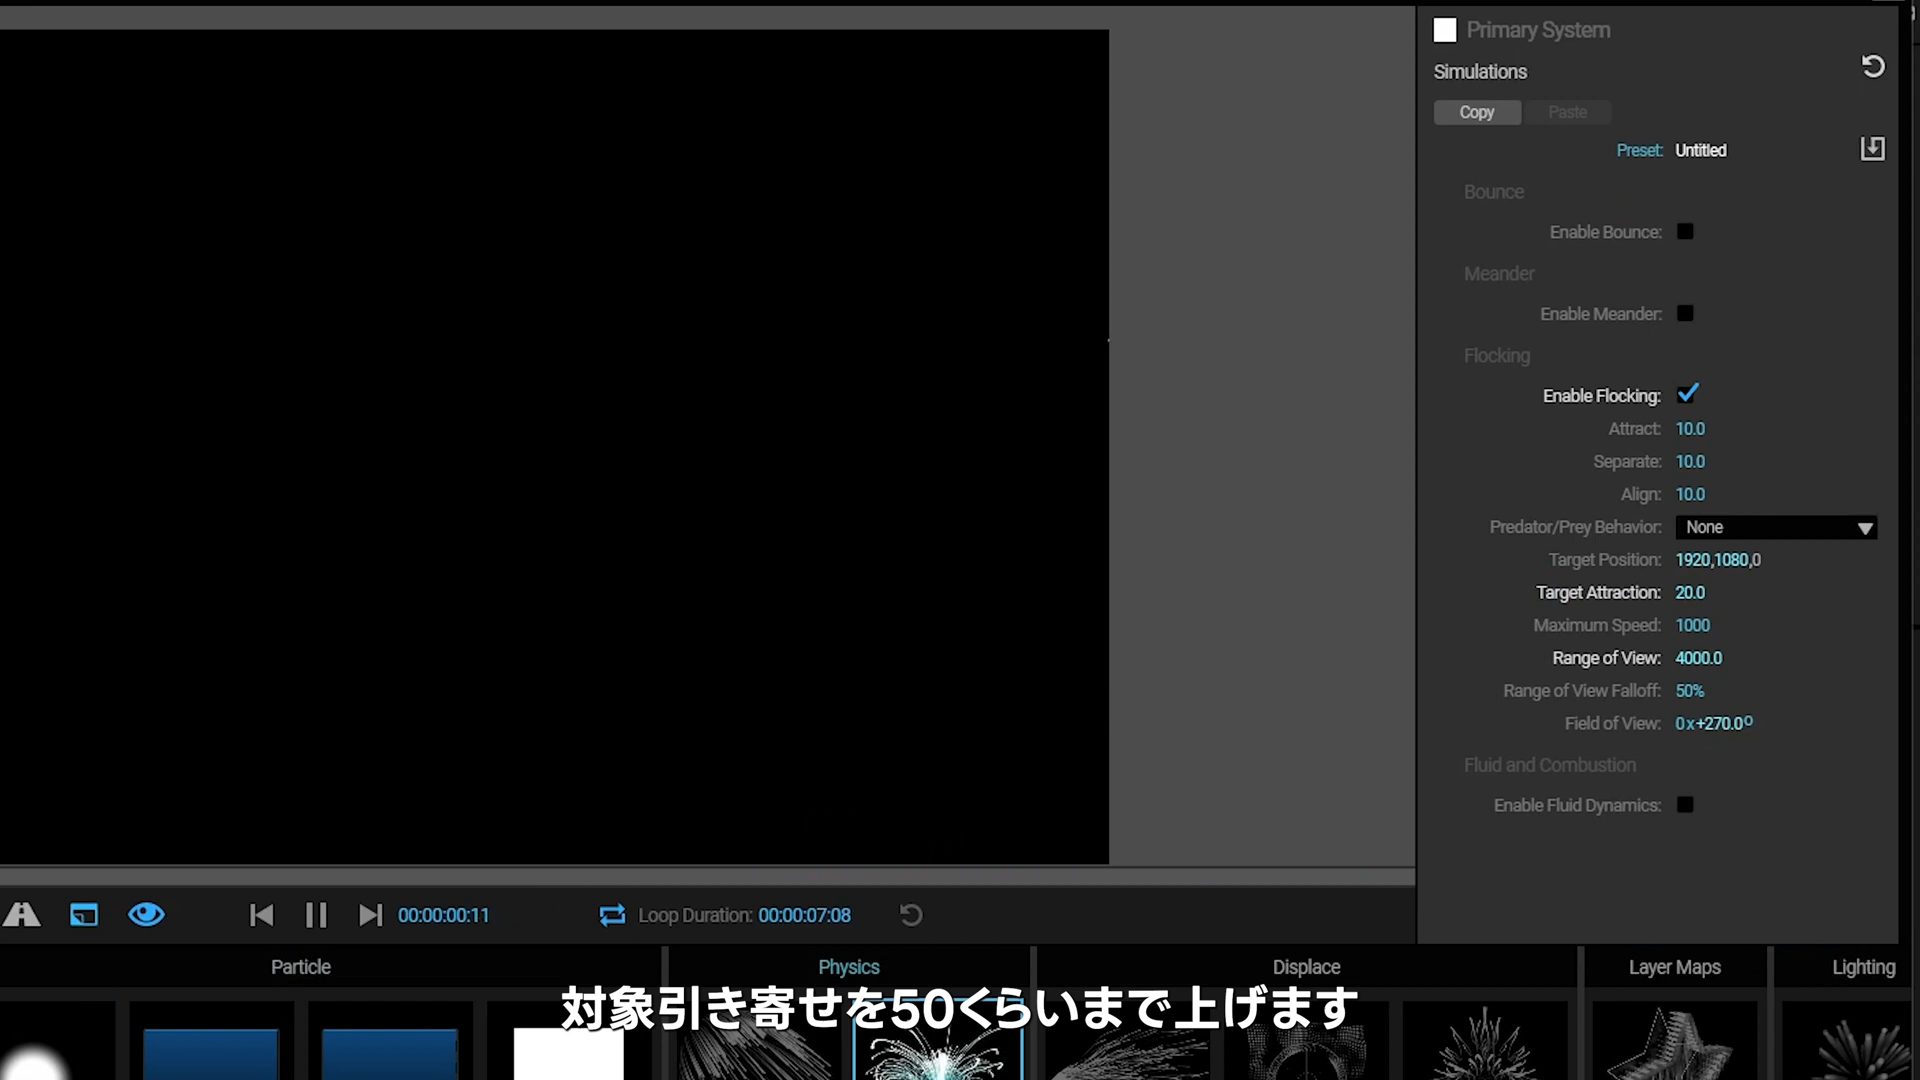 Primary System
Simulations
Copy Paste
Preset: Untitled
Bounce
Enable Bounce:
Meander
Enable Meander:
Flocking
Enable Flocking:
Attract: 10.0
Separate: 10.0
Align: 10.0
Predator/Prey Behavior: None
Target Position: 1920,1080,0
Target Attraction: 20.0
Maximum Speed: 1000
Range of View: 4000.0
Range of View Falloff: 50%
Field of View: 0x+270.0°
Fluid and Combustion
Enable Fluid Dynamics:
00:00:00:11 Loop Duration: 00:00:07:08
Particle Physics Displace Layer Maps Lighting
対象引き寄せを50くらいまで上げます